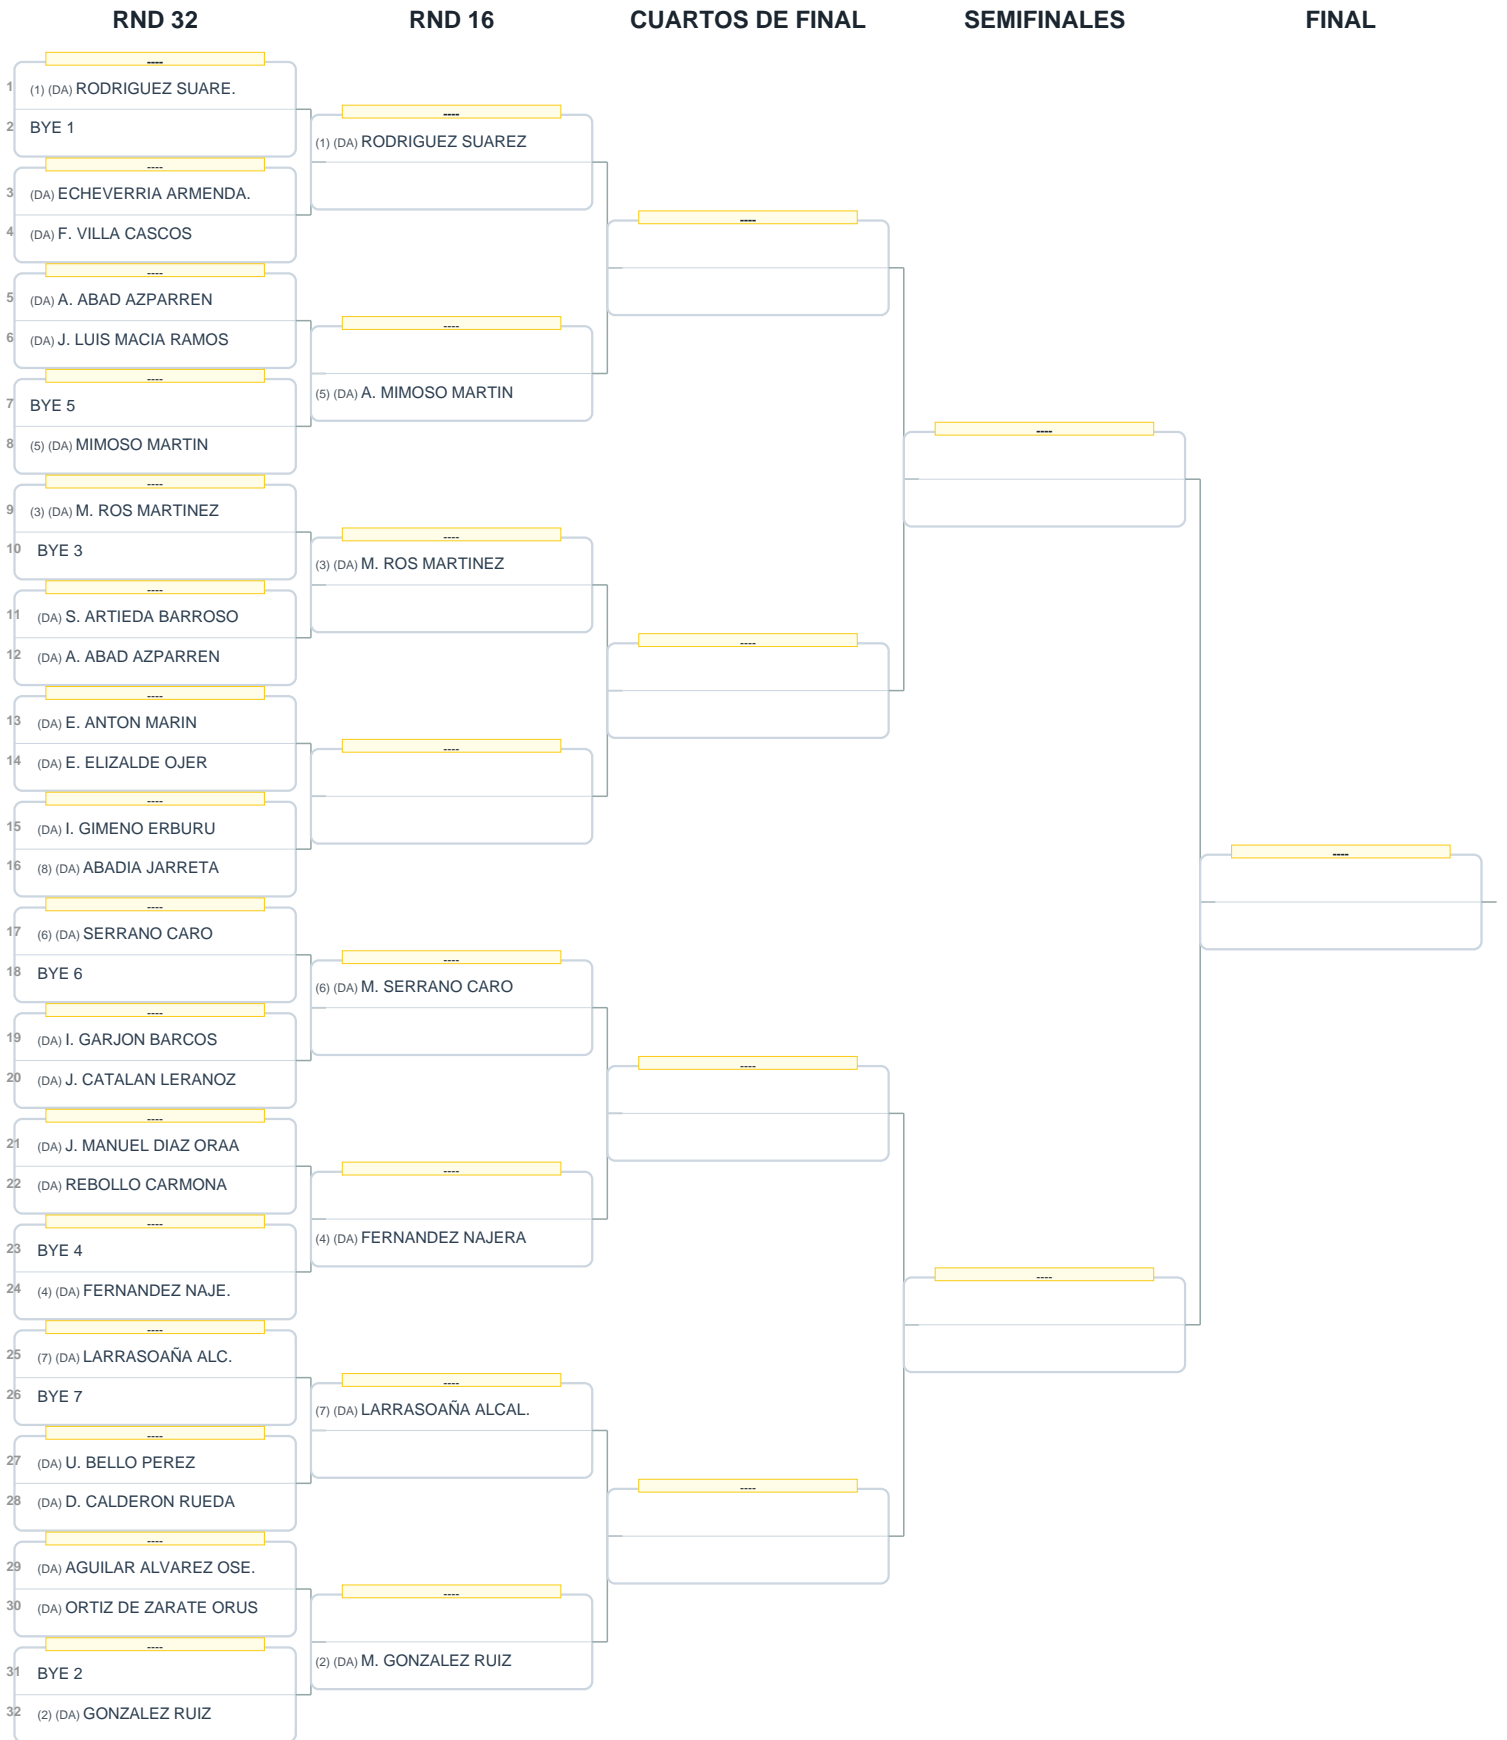 RND 32
RND 16
CUARTOS DE FINAL
SEMIFINALES
FINAL
----
1 (1) (DA) RODRIGUEZ SUARE.
2 BYE 1
----
3 (DA) ECHEVERRIA ARMENDA.
4 (DA) F. VILLA CASCOS
----
5 (DA) A. ABAD AZPARREN
6 (DA) J. LUIS MACIA RAMOS
----
7 BYE 5
8 (5) (DA) MIMOSO MARTIN
----
9 (3) (DA) M. ROS MARTINEZ
10 BYE 3
----
11 (DA) S. ARTIEDA BARROSO
12 (DA) A. ABAD AZPARREN
----
13 (DA) E. ANTON MARIN
14 (DA) E. ELIZALDE OJER
----
15 (DA) I. GIMENO ERBURU
16 (8) (DA) ABADIA JARRETA
----
17 (6) (DA) SERRANO CARO
18 BYE 6
----
19 (DA) I. GARJON BARCOS
20 (DA) J. CATALAN LERANOZ
----
21 (DA) J. MANUEL DIAZ ORAA
22 (DA) REBOLLO CARMONA
----
23 BYE 4
24 (4) (DA) FERNANDEZ NAJE.
----
25 (7) (DA) LARRASOAÑA ALC.
26 BYE 7
----
27 (DA) U. BELLO PEREZ
28 (DA) D. CALDERON RUEDA
----
29 (DA) AGUILAR ALVAREZ OSE.
30 (DA) ORTIZ DE ZARATE ORUS
----
31 BYE 2
32 (2) (DA) GONZALEZ RUIZ
----
(1) (DA) RODRIGUEZ SUAREZ
----
(5) (DA) A. MIMOSO MARTIN
----
(3) (DA) M. ROS MARTINEZ
----
----
(6) (DA) M. SERRANO CARO
----
(4) (DA) FERNANDEZ NAJERA
----
(7) (DA) LARRASOAÑA ALCAL.
----
(2) (DA) M. GONZALEZ RUIZ
----
----
----
----
----
----
----